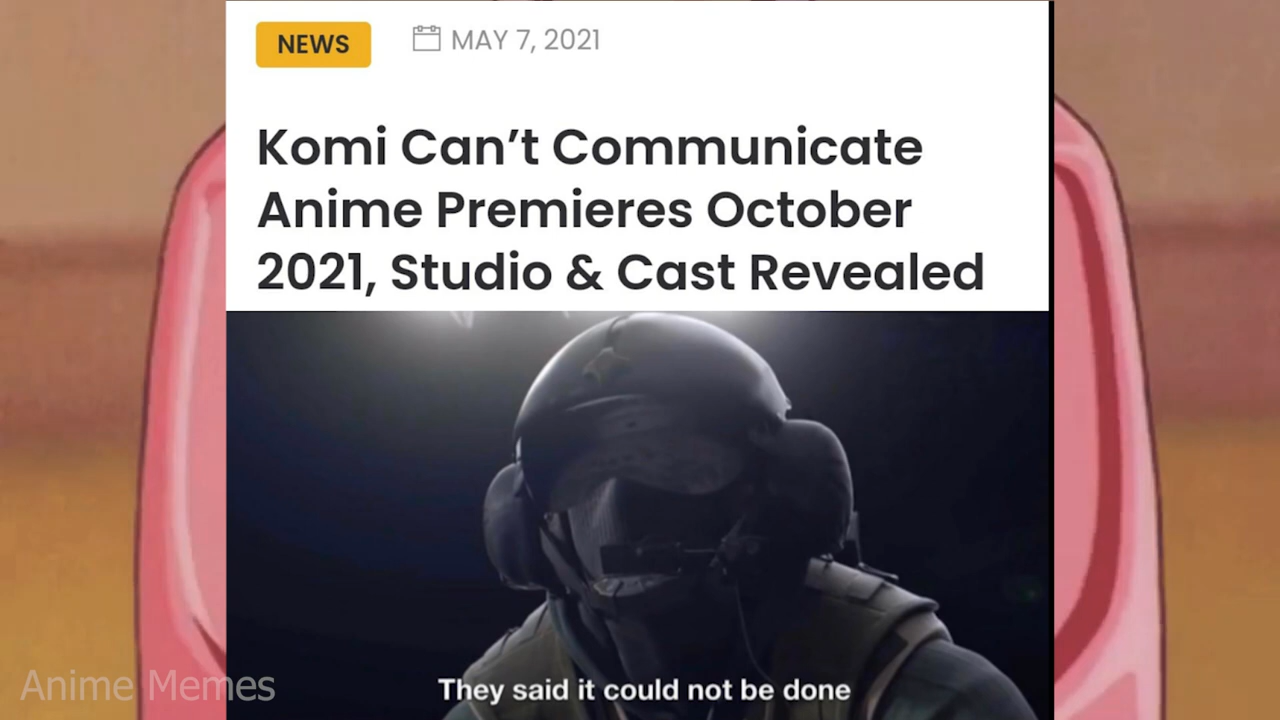 NEWS
MAY 7, 2021
Komi Can’t Communicate
Anime Premieres October
2021, Studio & Cast Revealed
They said it could not be done
Anime Memes